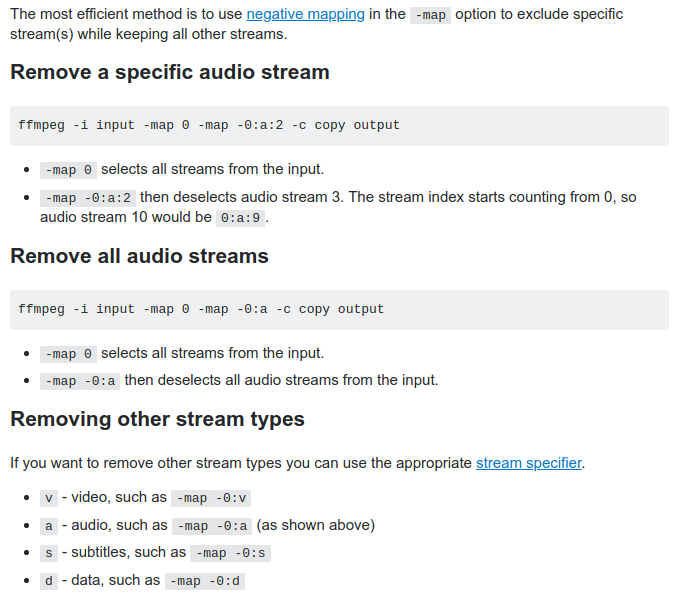 The most efficient method is to use negative mapping in the -map option to exclude specific
stream(s) while keeping all other streams.
Remove a specific audio stream
ffmpeg -i input -map 0 -map -0:a:2 -c copy output
• -map 0 selects all streams from the input.
• -map -0:a:2 then deselects audio stream 3. The stream index starts counting from 0, so
audio stream 10 would be 0:a:9.
Remove all audio streams
ffmpeg -i input -map 0 -map -0:a -c copy output
• -map 0 selects all streams from the input.
• -map -0:a then deselects all audio streams from the input.
Removing other stream types
If you want to remove other stream types you can use the appropriate stream specifier.
• v - video, such as -map -0:v
• a - audio, such as -map -0:a (as shown above)
• s - subtitles, such as -map -0:s
• d - data, such as -map -0:d